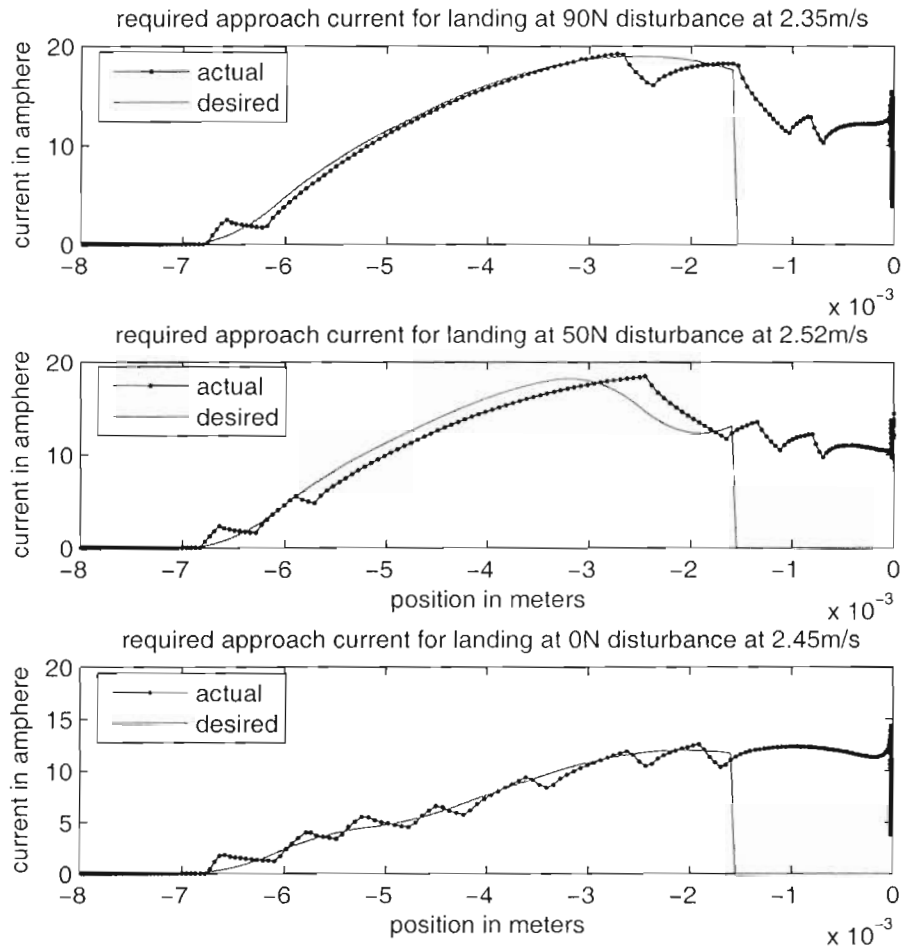 required approach current for landing at 90N disturbance at 2.35m/s
20
10
0
current in amphere
actual
desired
−8 −7 −6 −5 −4 −3 −2 −1 0
x 10⁻³
required approach current for landing at 50N disturbance at 2.52m/s
20
10
0
current in amphere
actual
desired
−8 −7 −6 −5 −4 −3 −2 −1 0
position in meters
x 10⁻³
required approach current for landing at 0N disturbance at 2.45m/s
20
15
10
5
0
current in amphere
actual
desired
−8 −7 −6 −5 −4 −3 −2 −1 0
position in meters
x 10⁻³